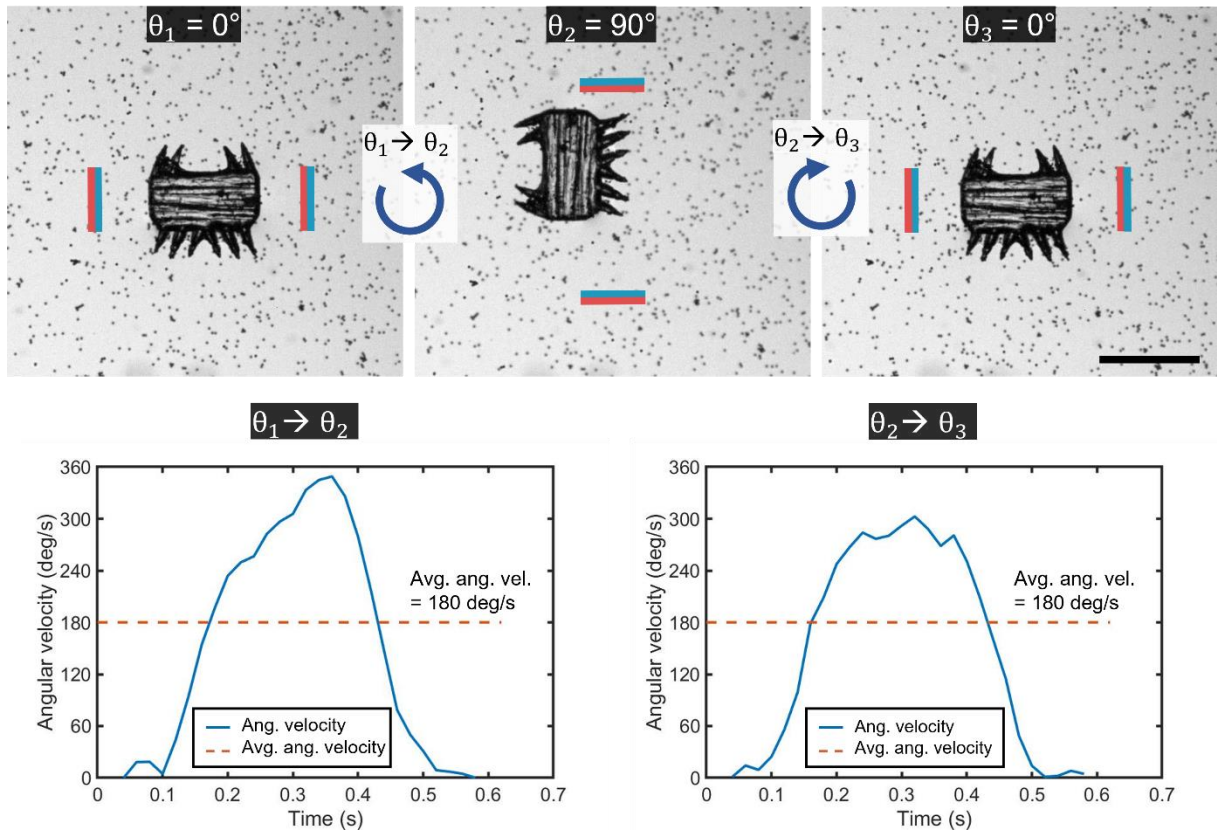 θ₁ = 0°
θ₂ = 90°
θ₃ = 0°
θ₁→ θ₂
θ₂→ θ₃
θ₁→ θ₂
360
300
240
180
120
60
0
Angular velocity (deg/s)
Avg. ang. vel.
= 180 deg/s
Ang. velocity
Avg. ang. velocity
0 0.1 0.2 0.3 0.4 0.5 0.6 0.7
Time (s)
θ₂→ θ₃
360
300
240
180
120
60
0
Angular velocity (deg/s)
Avg. ang. vel.
= 180 deg/s
Ang. velocity
Avg. ang. velocity
0 0.1 0.2 0.3 0.4 0.5 0.6 0.7
Time (s)